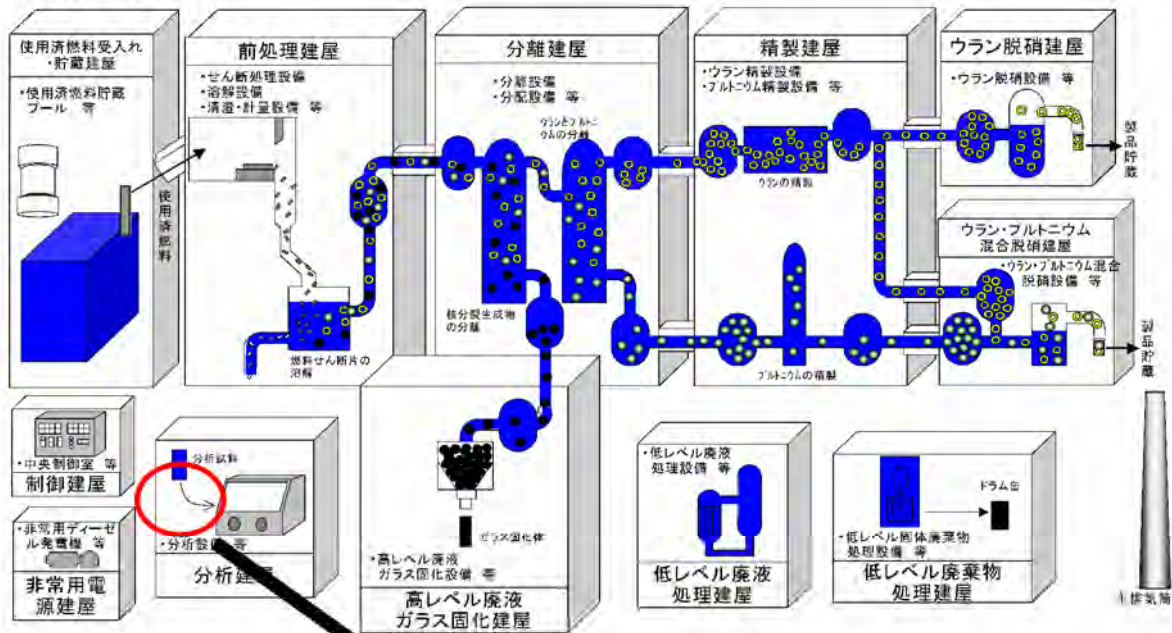 使用済燃料受入れ
・貯蔵建屋
・使用済燃料貯蔵
プール 等
使用済燃料
前処理建屋
・せん断処理設備
・溶解設備
・清澄・計量設備 等
燃料せん断片の
溶解
分離建屋
・分離設備
・分配設備 等
ウランとプルトニ
ウムの分離
核分裂生成物
の分離
精製建屋
・ウラン精製設備
・プルトニウム精製設備 等
ウランの精製
プルトニウムの精製
ウラン脱硝建屋
・ウラン脱硝設備 等
製品貯蔵
ウラン・プルトニウム
混合脱硝建屋
・ウラン・プルトニウム混合
脱硝設備 等
製品貯蔵
・中央制御室 等
制御建屋
・非常用ディーゼ
ル発電機 等
非常用電
源建屋
分析試料
・分析設備 等
分析建屋
ガラス固化体
・高レベル廃液
ガラス固化設備 等
高レベル廃液
ガラス固化建屋
・低レベル廃液
処理設備 等
低レベル廃液
処理建屋
ドラム缶
・低レベル固体廃棄物
処理設備 等
低レベル廃棄物
処理建屋
主排気筒